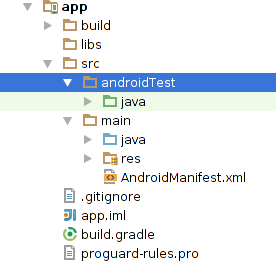 app
build
libs
src
androidTest
java
main
java
res
AndroidManifest.xml
.gitignore
app.iml
build.gradle
proguard-rules.pro